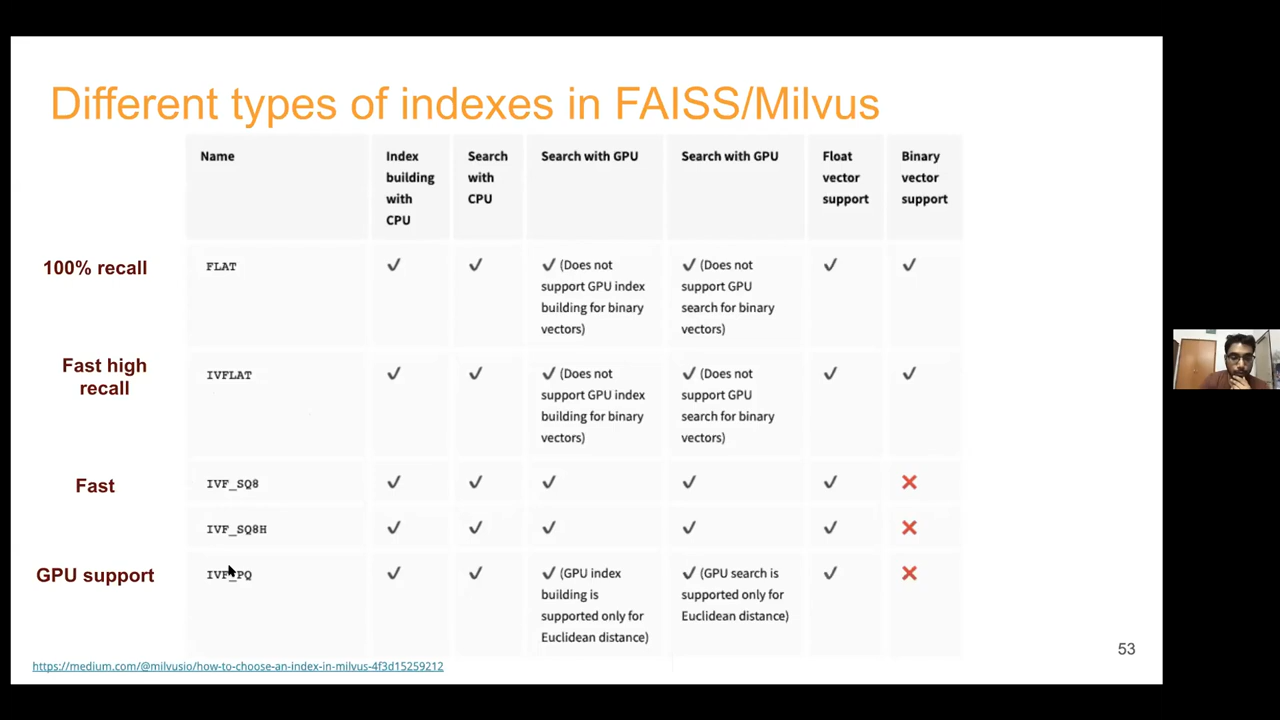 Different types of indexes in FAISS/Milvus
Name
Index
building
with
CPU
Search
with
CPU
Search with GPU
Search with GPU
Float
vector
support
Binary
vector
support
100% recall
FLAT
✓
✓
✓ (Does not
support GPU index
building for binary
vectors)
✓ (Does not
support GPU
search for binary
vectors)
✓
✓
Fast high
recall
IVFLAT
✓
✓
✓ (Does not
support GPU index
building for binary
vectors)
✓ (Does not
support GPU
search for binary
vectors)
✓
✓
Fast
IVF_SQ8
✓
✓
✓
✓
✓
❌
IVF_SQ8H
✓
✓
✓
✓
✓
❌
GPU support
IVF_PQ
✓
✓
✓ (GPU index
building is
supported only for
Euclidean distance)
✓ (GPU search is
supported only for
Euclidean distance)
✓
❌
53
https://medium.com/@milvusio/how-to-choose-an-index-in-milvus-4f3d15259212